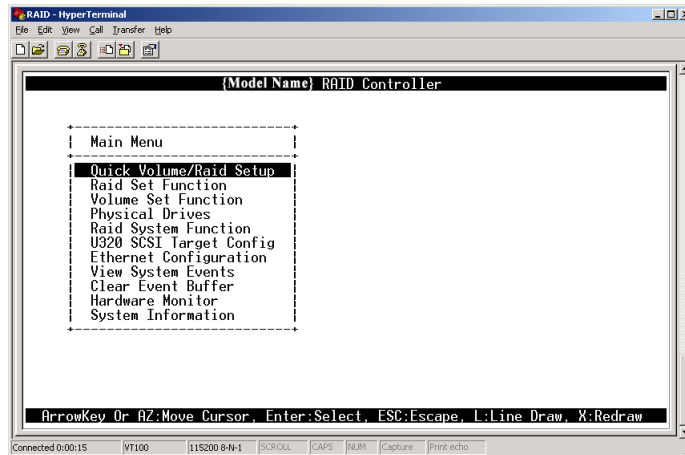 RAID - HyperTerminal
File Edit View Call Transfer Help
{Model Name} RAID Controller
Main Menu
Quick Volume/Raid Setup
Raid Set Function
Volume Set Function
Physical Drives
Raid System Function
U320 SCSI Target Config
Ethernet Configuration
View System Events
Clear Event Buffer
Hardware Monitor
System Information
ArrowKey Or AZ:Move Cursor, Enter:Select, ESC:Escape, L:Line Draw, X:Redraw
Connected 0:00:15 VT100 115200 8-N-1 SCROLL CAPS NUM Capture Print echo